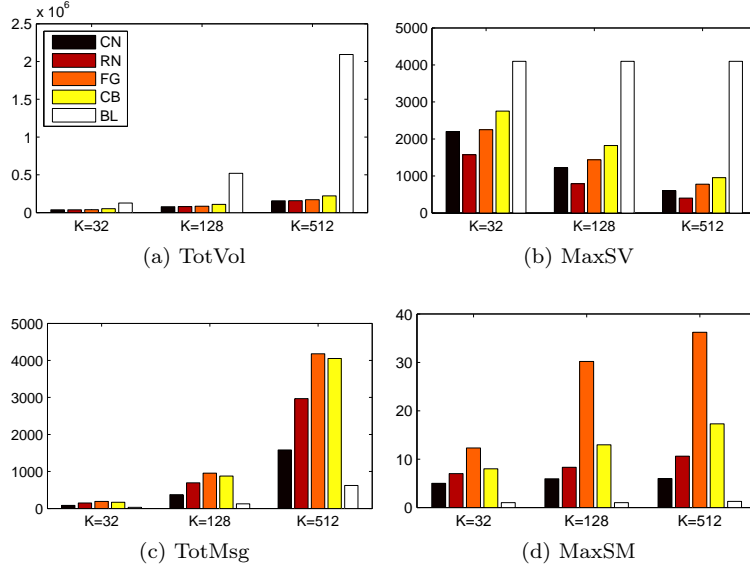 x 10⁶
2.5
2
1.5
1
0.5
0
CN
RN
FG
CB
BL
K=32 K=128 K=512
(a) TotVol
5000
4000
3000
2000
1000
0
K=32 K=128 K=512
(b) MaxSV
5000
4000
3000
2000
1000
0
K=32 K=128 K=512
(c) TotMsg
40
30
20
10
0
K=32 K=128 K=512
(d) MaxSM